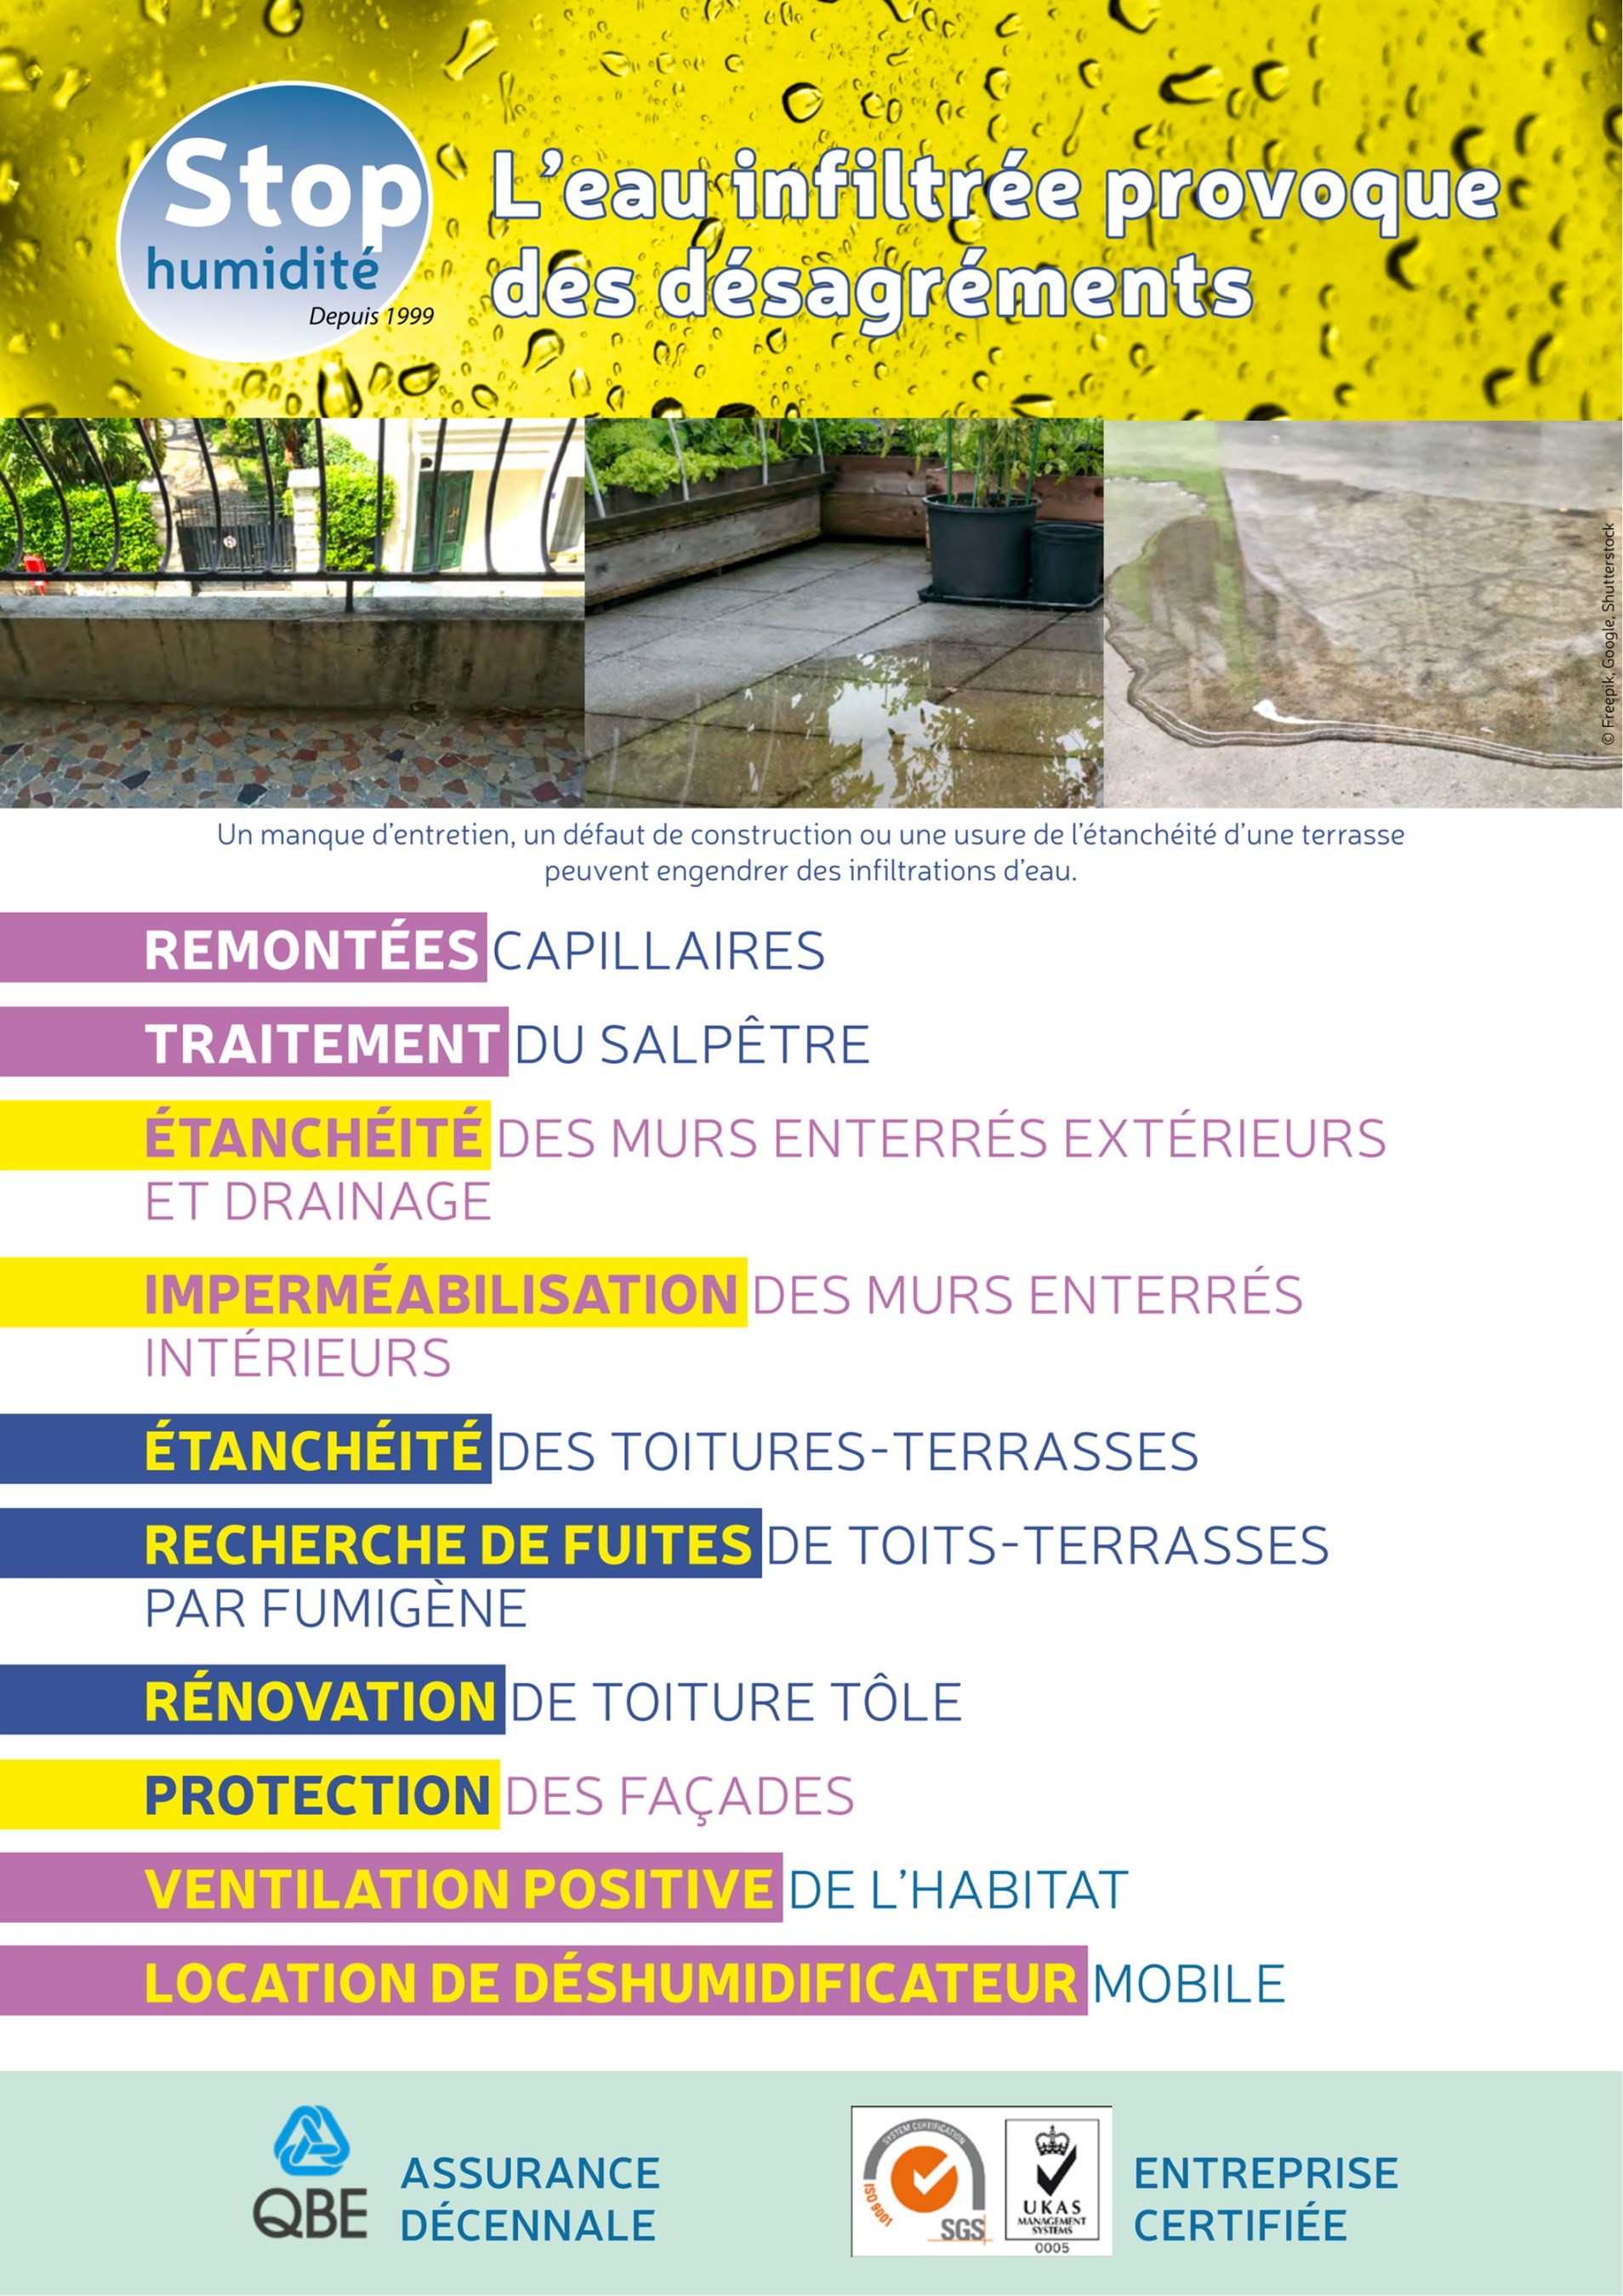 Stop
humidité
Depuis 1999
L'eau infiltrée provoque
des désagréments
© Freepik, Google, Shutterstock
Un manque d'entretien, un défaut de construction ou une usure de l'étanchéité d'une terrasse
peuvent engendrer des infiltrations d'eau.
REMONTÉES CAPILLAIRES
TRAITEMENT DU SALPÊTRE
ÉTANCHÉITÉ DES MURS ENTERRÉS EXTÉRIEURS
ET DRAINAGE
IMPERMÉABILISATION DES MURS ENTERRÉS
INTÉRIEURS
ÉTANCHÉITÉ DES TOITURES-TERRASSES
RECHERCHE DE FUITES DE TOITS-TERRASSES
PAR FUMIGÈNE
RÉNOVATION DE TOITURE TÔLE
PROTECTION DES FAÇADES
VENTILATION POSITIVE DE L'HABITAT
LOCATION DE DÉSHUMIDIFICATEUR MOBILE
QBE
ASSURANCE
DÉCENNALE
SYSTEM CERTIFICATION
ISO 9001
SGS
UKAS
MANAGEMENT
SYSTEMS
0005
ENTREPRISE
CERTIFIÉE